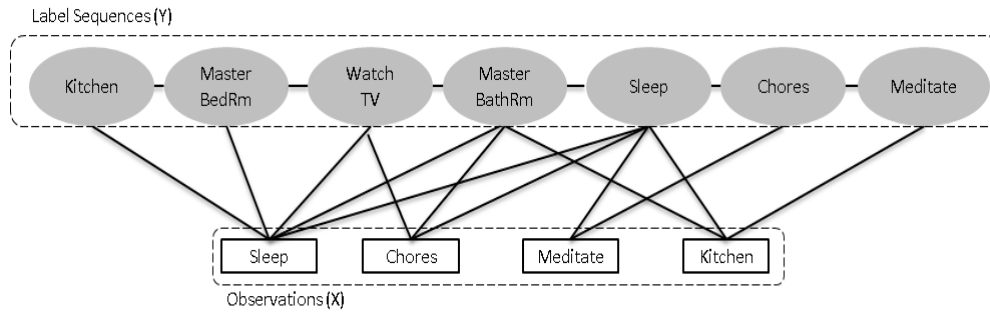 Label Sequences (Y)
Kitchen
Master
BedRm
Watch
TV
Master
BathRm
Sleep
Chores
Meditate
Sleep
Chores
Meditate
Kitchen
Observations (X)